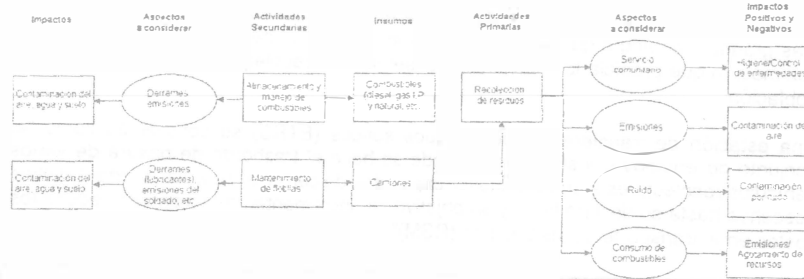 Impactos
Aspectos
a considerar
Actividades
Secundarias
Insumos
Actividades
Primarias
Aspectos
a considerar
Impactos
Positivos y
Negativos
Contaminación del
aire, agua y suelo
Derrames
emisiones
Almacenamiento y
manejo de
combustibles
Combustibles
(diesel, gas LP
y natural, etc.
Recolección
de residuos
Servicio
comunitario
Higiene/Control
de enfermedades
Emisiones
Contaminación de
aire
Contaminación del
aire, agua y suelo
Derrames
(lubricantes),
emisiones del
soldado, etc
Mantenimiento
de flotillas
Camiones
Ruido
Contaminación
por ruido
Consumo de
combustibles
Emisiones/
Agotamiento de
recursos